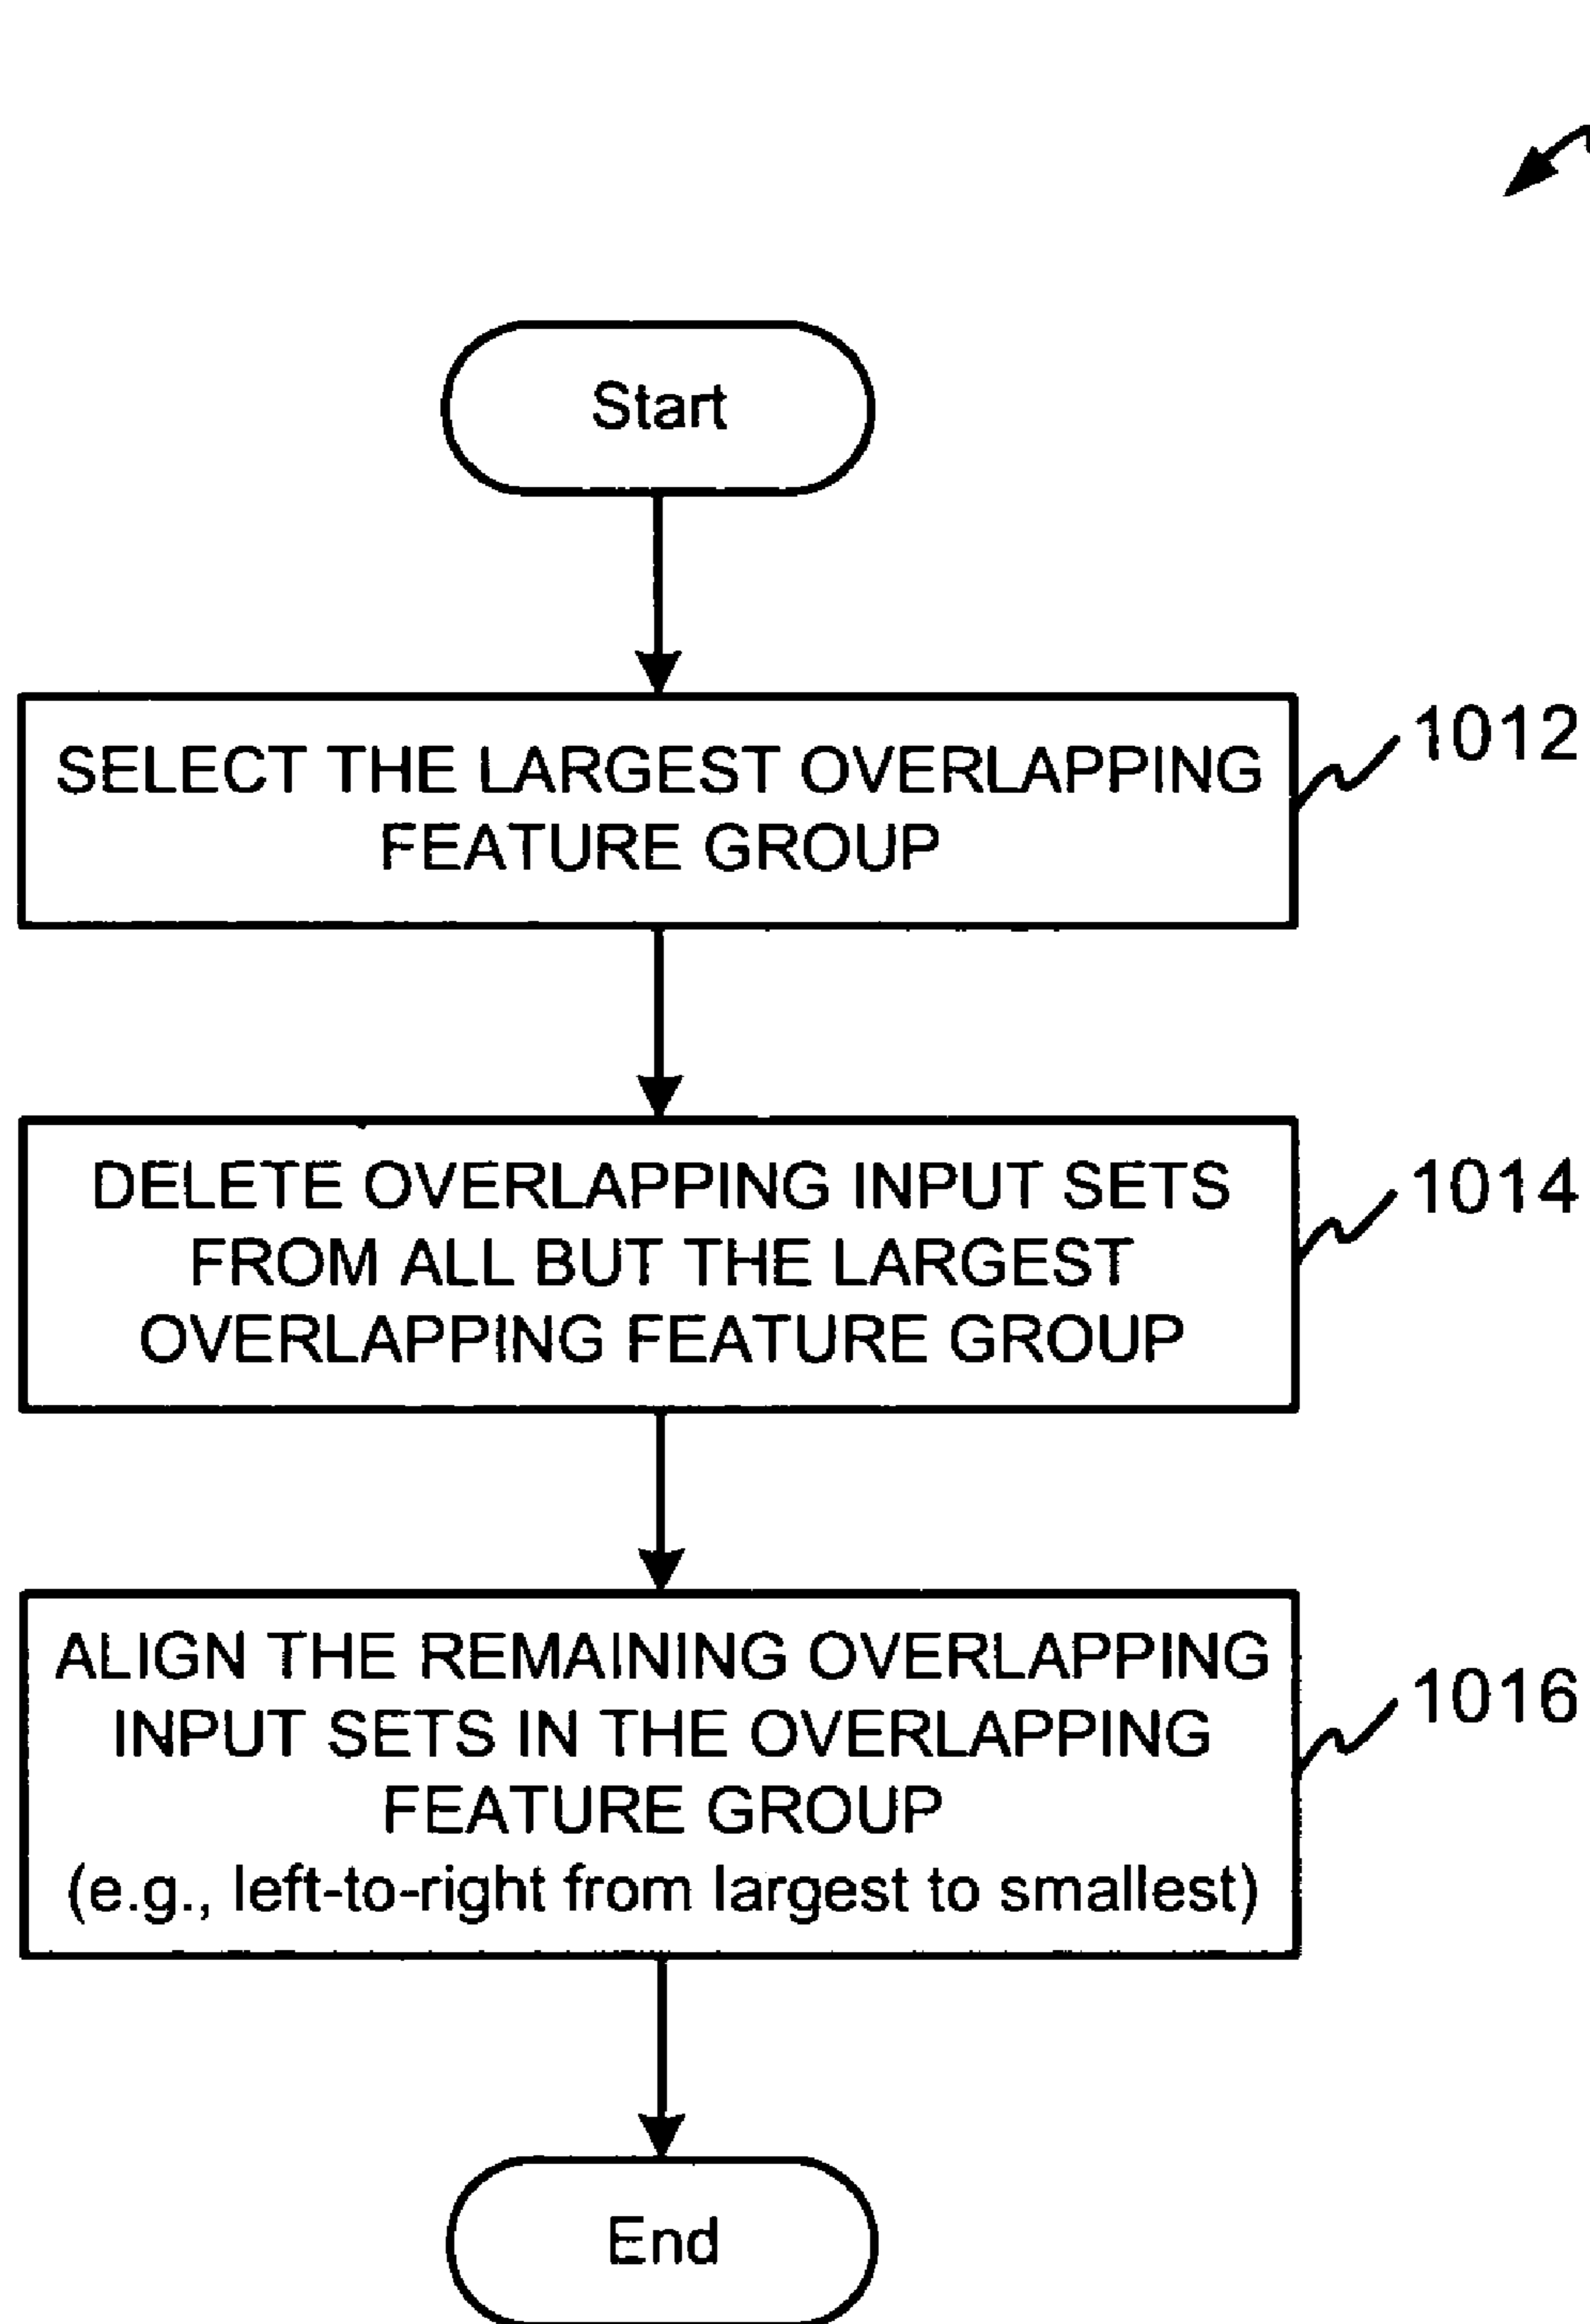 Start
SELECT THE LARGEST OVERLAPPING
FEATURE GROUP
1012
DELETE OVERLAPPING INPUT SETS
FROM ALL BUT THE LARGEST
OVERLAPPING FEATURE GROUP
1014
ALIGN THE REMAINING OVERLAPPING
INPUT SETS IN THE OVERLAPPING
FEATURE GROUP
(e.g., left-to-right from largest to smallest)
1016
End